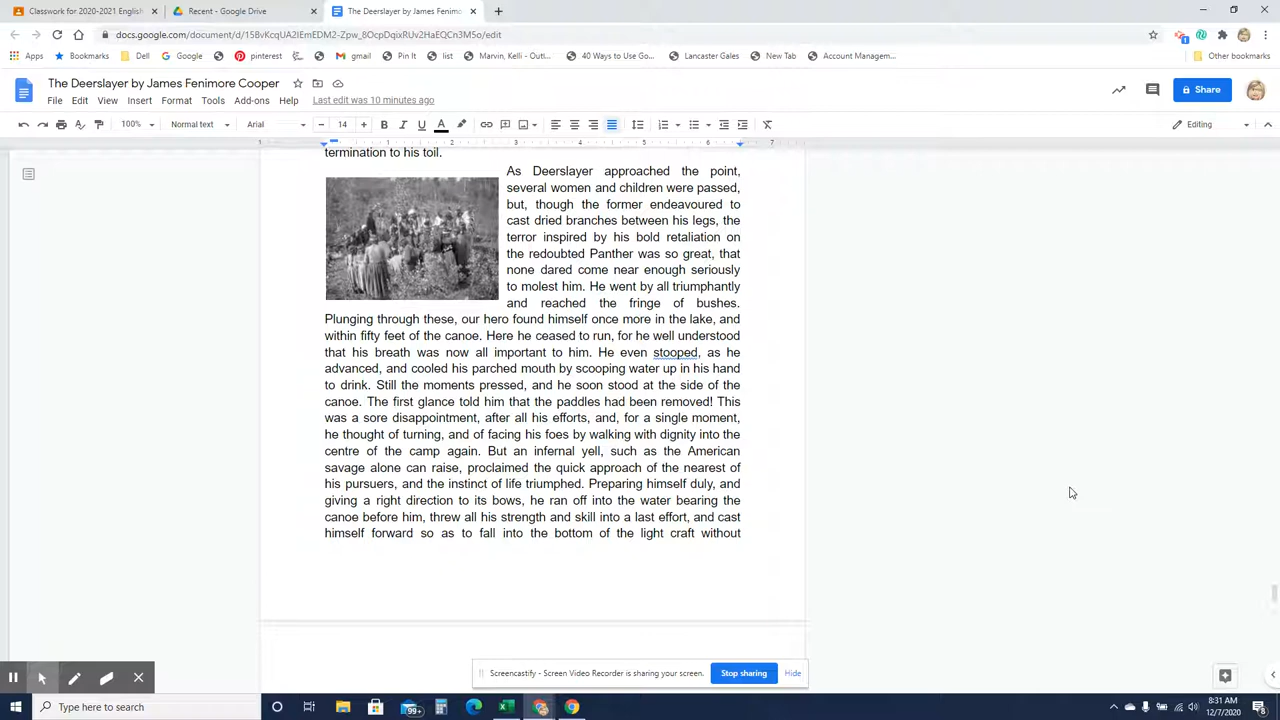 Classwork for 2020-2021 English
Recent - Google Drive
The Deerslayer by James Fenimo
docs.google.com/document/d/
Apps
Bookmarks
Dell
Google
pinterest
gmail
Pin It
list
Marvin, Kelli - Outl...
40 Ways to Use Go...
Lancaster Gales
New Tab
Account Managem...
Other bookmarks
The Deerslayer by James Fenimore Cooper
File Edit View Insert Format Tools Add-ons Help Last edit was 10 minutes ago
Share
100% Normal text Arial 14 Editing
1 1 2 3 4 5 6 7
termination to his toil.
As Deerslayer approached the point,
several women and children were passed,
but, though the former endeavoured to
cast dried branches between his legs, the
terror inspired by his bold retaliation on
the redoubted Panther was so great, that
none dared come near enough seriously
to molest him. He went by all triumphantly
and reached the fringe of bushes.
Plunging through these, our hero found himself once more in the lake, and
within fifty feet of the canoe. Here he ceased to run, for he well understood
that his breath was now all important to him. He even stooped, as he
advanced, and cooled his parched mouth by scooping water up in his hand
to drink. Still the moments pressed, and he soon stood at the side of the
canoe. The first glance told him that the paddles had been removed! This
was a sore disappointment, after all his efforts, and, for a single moment,
he thought of turning, and of facing his foes by walking with dignity into the
centre of the camp again. But an infernal yell, such as the American
savage alone can raise, proclaimed the quick approach of the nearest of
his pursuers, and the instinct of life triumphed. Preparing himself duly, and
giving a right direction to its bows, he ran off into the water bearing the
canoe before him, threw all his strength and skill into a last effort, and cast
himself forward so as to fall into the bottom of the light craft without
Screencastify - Screen Video Recorder is sharing your screen. Stop sharing Hide
Type here to search
99+
8:31 AM
12/7/2020